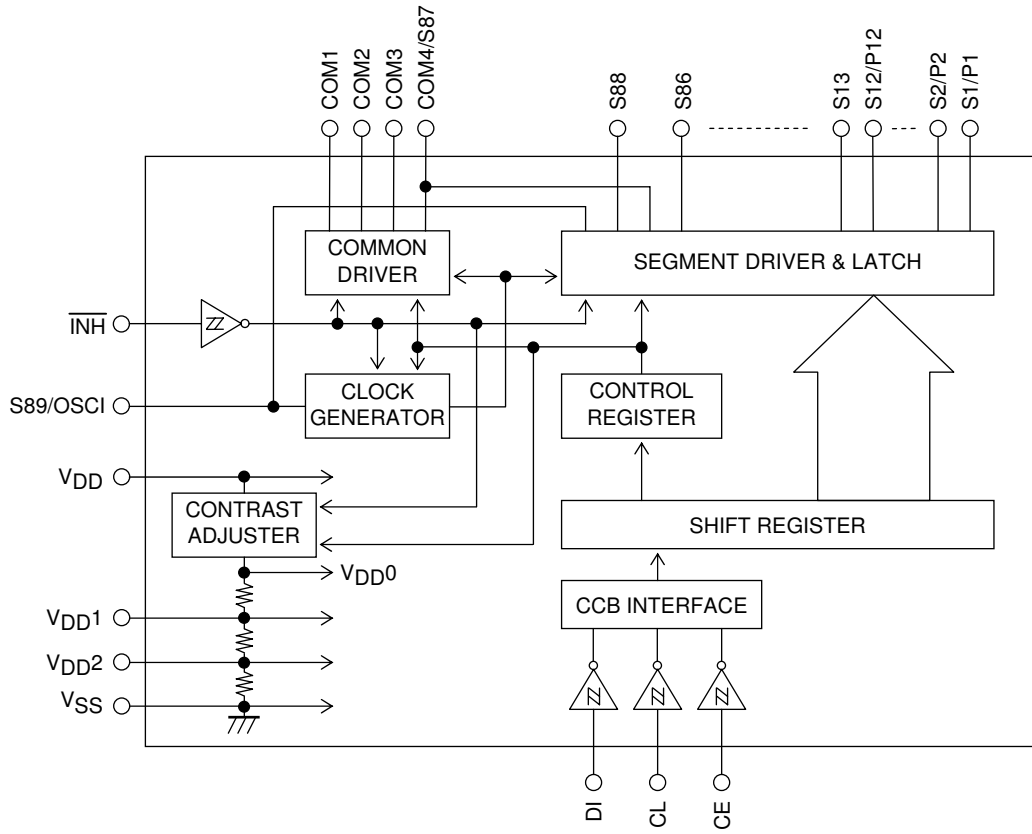 COM1
COM2
COM3
COM4/S87
S88
S86
S13
S12/P12
S2/P2
S1/P1
COMMON
DRIVER
SEGMENT DRIVER & LATCH
INH
S89/OSCI
CLOCK
GENERATOR
CONTROL
REGISTER
VDD
CONTRAST
ADJUSTER
SHIFT REGISTER
VDD0
CCB INTERFACE
VDD1
VDD2
VSS
DI
CL
CE